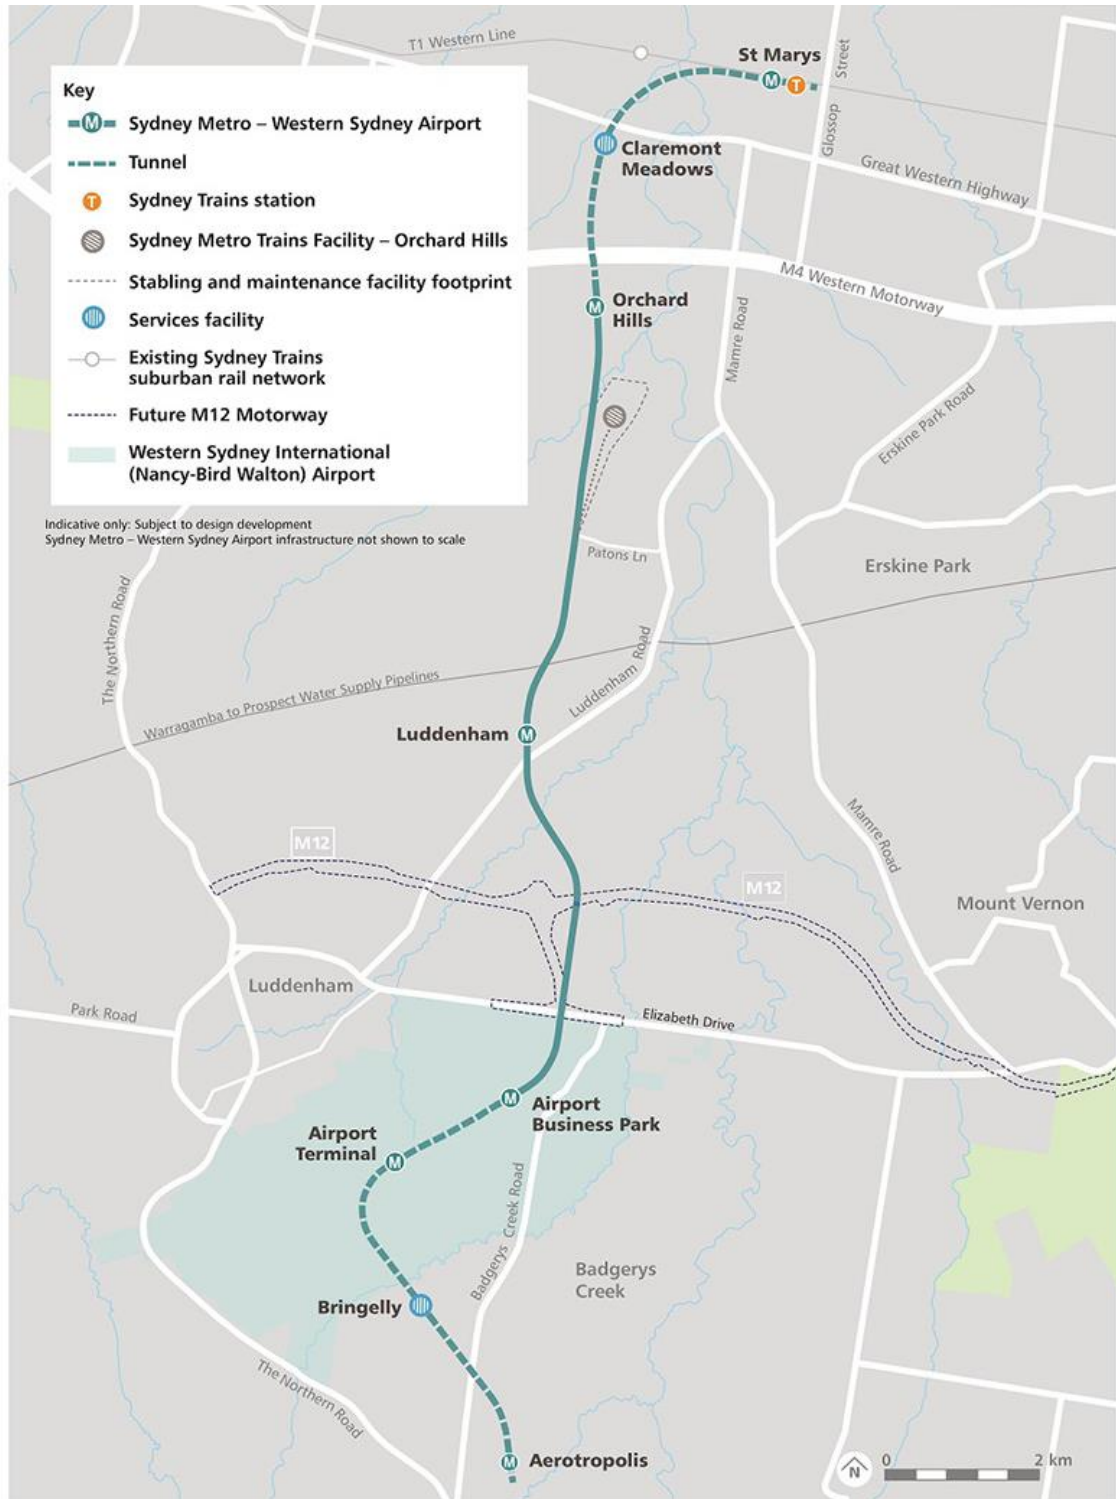 T1 Western Line
St Marys
M
T
Glossop Street
Key
M
Sydney Metro – Western Sydney Airport
Tunnel
T
Sydney Trains station
Sydney Metro Trains Facility – Orchard Hills
Stabling and maintenance facility footprint
Services facility
Existing Sydney Trains
suburban rail network
Future M12 Motorway
Western Sydney International
(Nancy-Bird Walton) Airport
Indicative only: Subject to design development
Sydney Metro – Western Sydney Airport infrastructure not shown to scale
Claremont
Meadows
Great Western Highway
M4 Western Motorway
M
Orchard
Hills
Mamre Road
Erskine Park Road
Patons Ln
Erskine Park
The Northern Road
Luddenham Road
Warragamba to Prospect Water Supply Pipelines
Luddenham
M
Mamre Road
M12
M12
Mount Vernon
Luddenham
Park Road
Elizabeth Drive
M
Airport
Business Park
Airport
Terminal
M
Badgerys Creek Road
Badgerys
Creek
Bringelly
The Northern Road
M
Aerotropolis
N
0
2 km